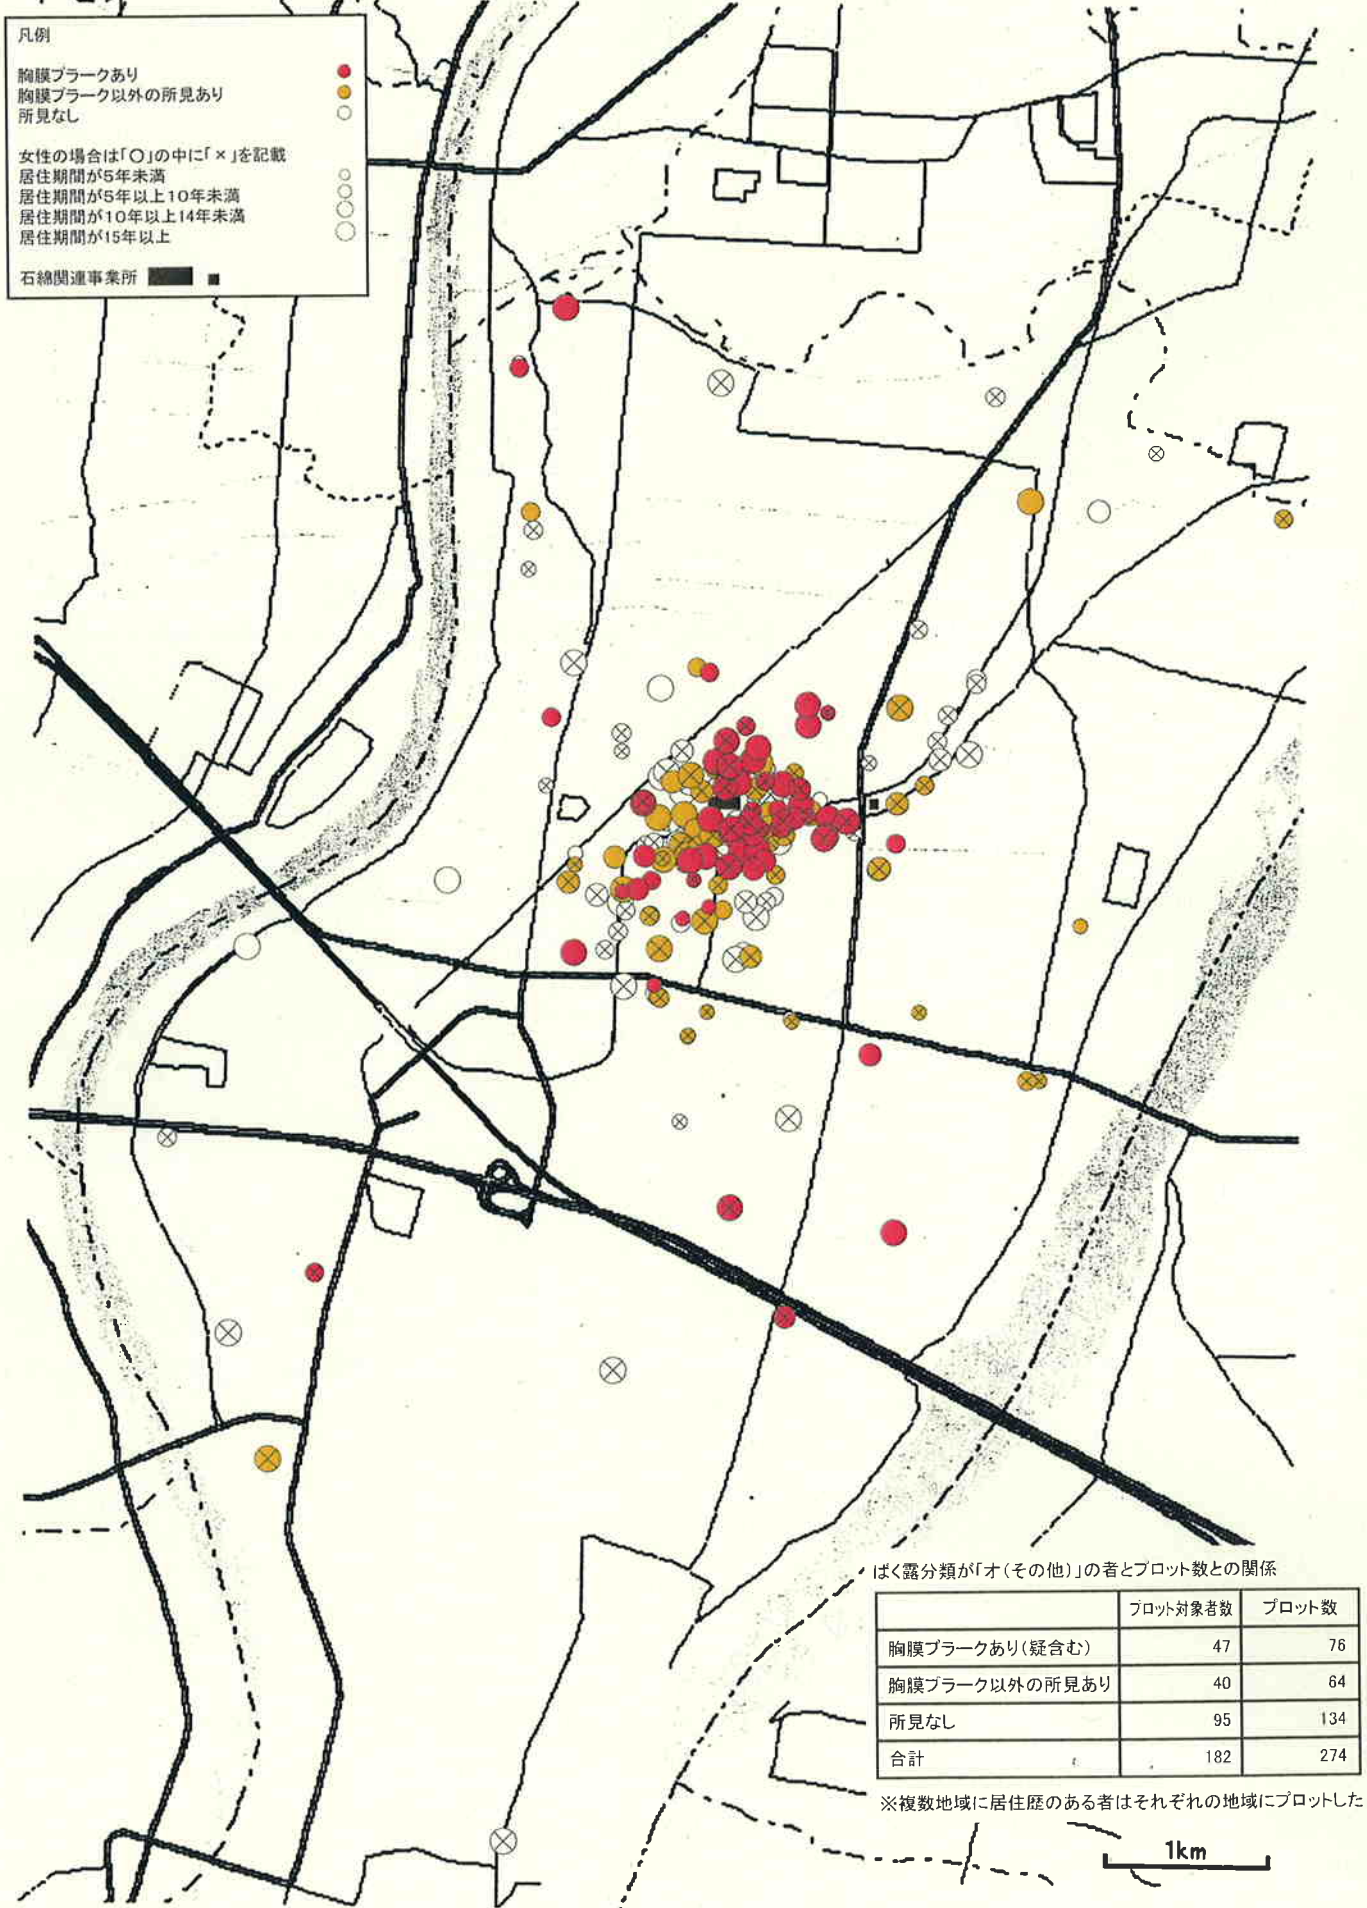 凡例
胸膜プラークあり
胸膜プラーク以外の所見あり
所見なし
女性の場合は「○」の中に「×」を記載
居住期間が5年未満
居住期間が5年以上10年未満
居住期間が10年以上14年未満
居住期間が15年以上
石綿関連事業所
ばく露分類が「オ(その他)」の者とプロット数との関係
プロット対象者数 プロット数
胸膜プラークあり(疑含む) 47 76
胸膜プラーク以外の所見あり 40 64
所見なし 95 134
合計 182 274
※複数地域に居住歴のある者はそれぞれの地域にプロットした
1km